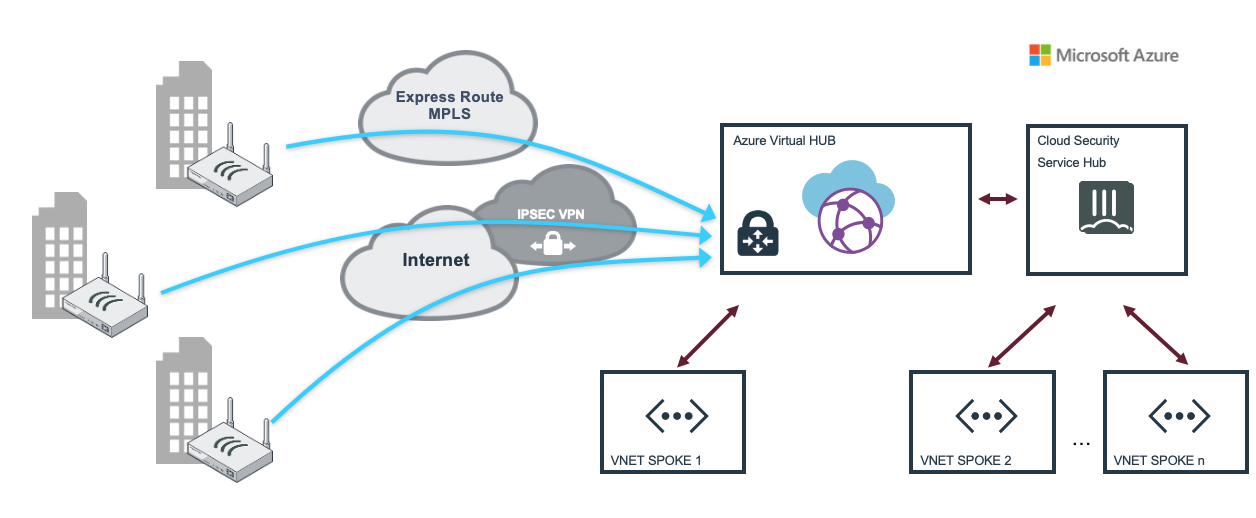 Microsoft Azure
Express Route
MPLS
Azure Virtual HUB
Cloud Security
Service Hub
IPSEC VPN
Internet
VNET SPOKE 1
VNET SPOKE 2
...
VNET SPOKE n